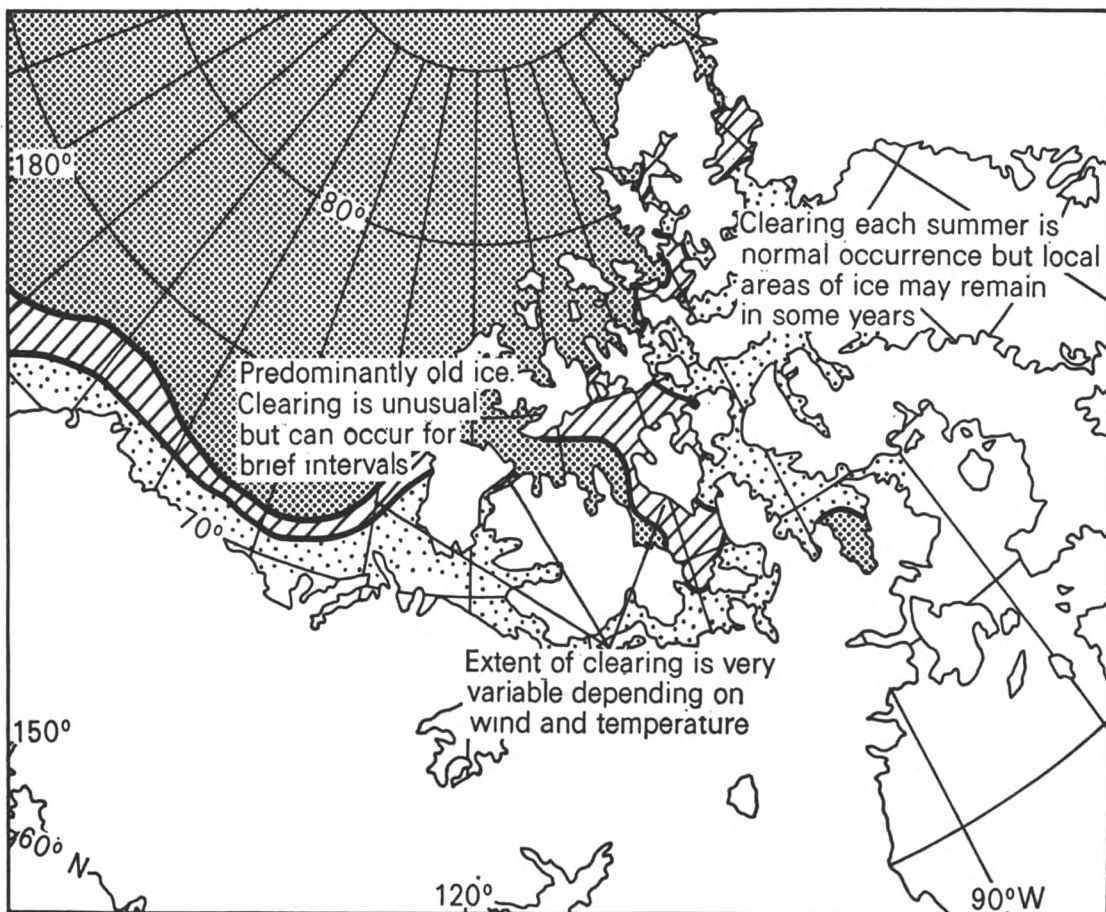 180°
80°
Clearing each summer is
normal occurrence but local
areas of ice may remain
in some years
Predominantly old ice.
Clearing is unusual
but can occur for
brief intervals
70°
Extent of clearing is very
variable depending on
wind and temperature
150°
60° N
120°
90°W